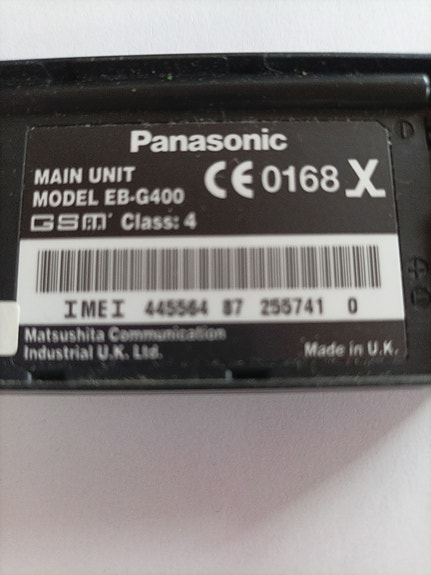 Panasonic
MAIN UNIT
MODEL EB-G400
CE 0168 X
GSM Class: 4
IMEI 445564 87 255741 0
Matsushita Communication
Industrial U.K. Ltd.
Made in U.K.